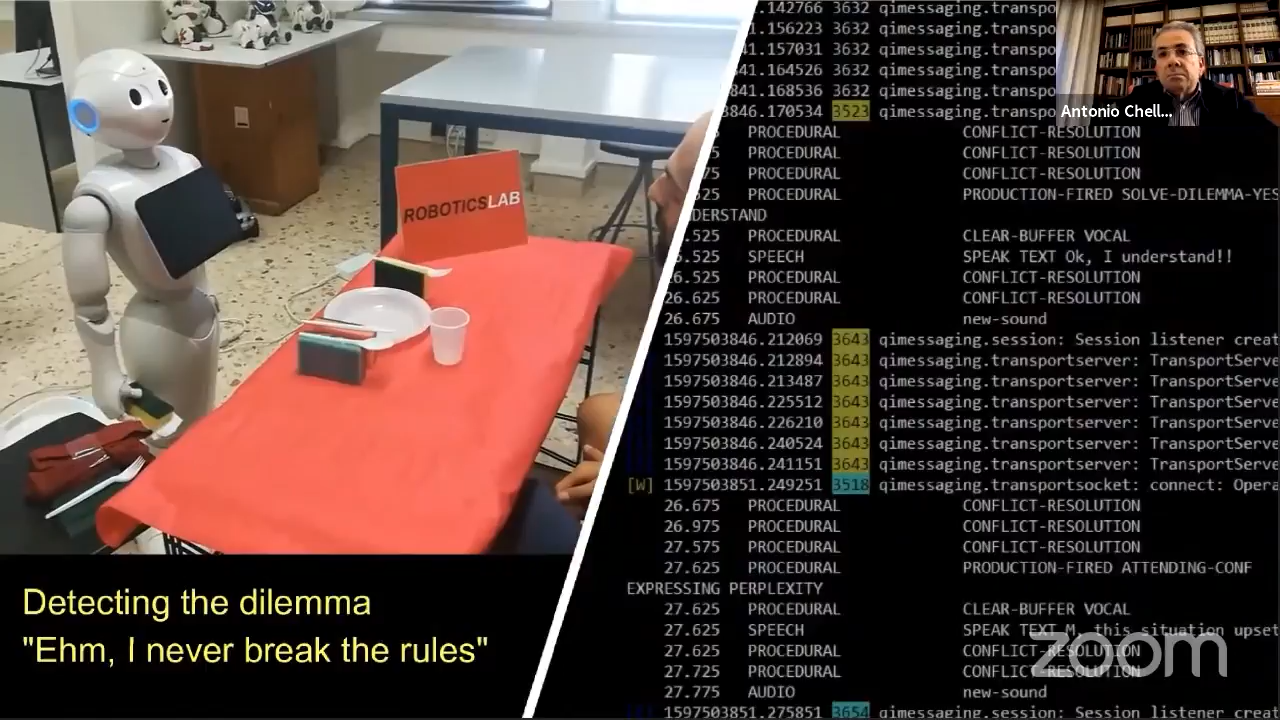 ROBOTICSLAB
Detecting the dilemma
"Ehm, I never break the rules"
.142766 3632 qimessaging.transpo
1.156223 3632 qimessaging.transpo
41.157031 3632 qimessaging.transpo
41.164526 3632 qimessaging.transpo
841.168536 3632 qimessaging.transpo
846.170534 3523 qimessaging.transpo
Antonio Chell...
5 PROCEDURAL CONFLICT-RESOLUTION
PROCEDURAL CONFLICT-RESOLUTION
75 PROCEDURAL CONFLICT-RESOLUTION
525 PROCEDURAL PRODUCTION-FIRED SOLVE-DILEMMA-YES
NDERSTAND
.525 PROCEDURAL CLEAR-BUFFER VOCAL
6.525 SPEECH SPEAK TEXT Ok, I understand!!
26.525 PROCEDURAL CONFLICT-RESOLUTION
26.625 PROCEDURAL CONFLICT-RESOLUTION
26.675 AUDIO new-sound
1597503846.212069 3643 qimessaging.session: Session listener creat
1597503846.212894 3643 qimessaging.transportserver: TransportServe
1597503846.213487 3643 qimessaging.transportserver: TransportServe
1597503846.225512 3643 qimessaging.transportserver: TransportServe
1597503846.226210 3643 qimessaging.transportserver: TransportServe
1597503846.240524 3643 qimessaging.transportserver: TransportServe
1597503846.241151 3643 qimessaging.transportserver: TransportServe
[W] 1597503851.249251 3518 qimessaging.transportsocket: connect: Opera
26.675 PROCEDURAL CONFLICT-RESOLUTION
26.975 PROCEDURAL CONFLICT-RESOLUTION
27.575 PROCEDURAL CONFLICT-RESOLUTION
27.625 PROCEDURAL PRODUCTION-FIRED ATTENDING-CONF
EXPRESSING PERPLEXITY
27.625 PROCEDURAL CLEAR-BUFFER VOCAL
27.625 SPEECH SPEAK TEXT M, this situation upset
27.625 PROCEDURAL CONFLICT-RESOLUTION
27.725 PROCEDURAL CONFLICT-RESOLUTION
27.775 AUDIO new-sound
1597503851.275851 3654 qimessaging.session: Session listener creat
zoom